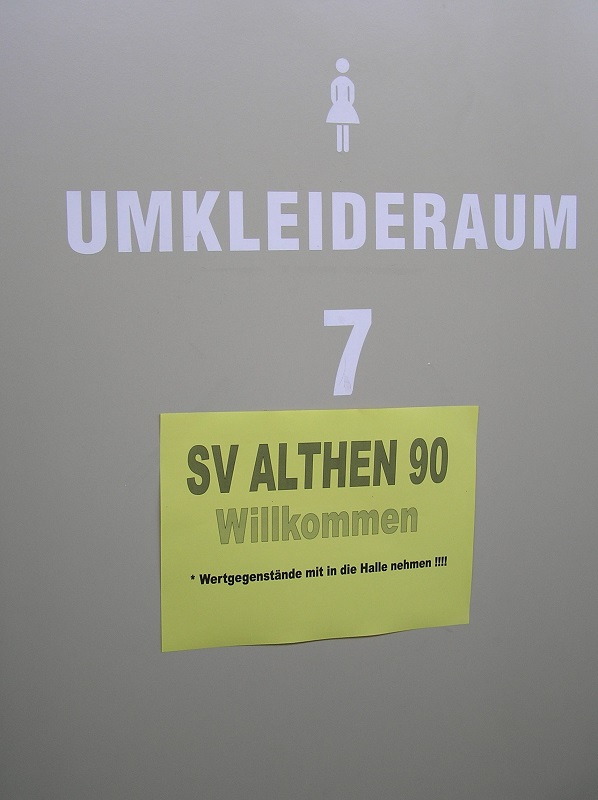 UMKLEIDERAUM
7
SV ALTHEN 90
Willkommen
* Wertgegenstände mit in die Halle nehmen !!!!